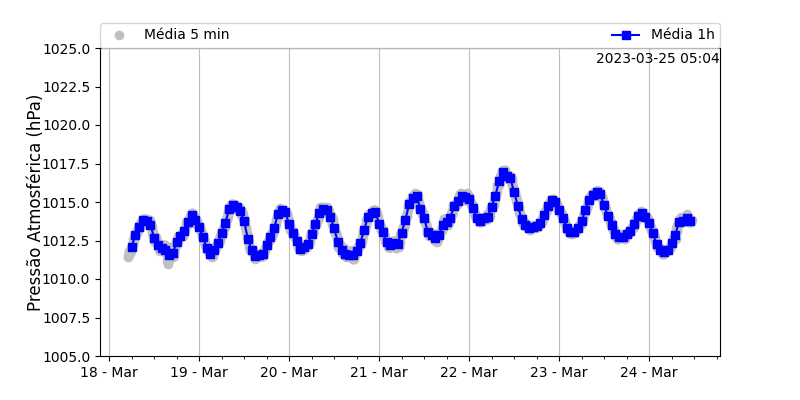 Média 5 min
Média 1h
2023-03-25 05:04
Pressão Atmosférica (hPa)
1025.0
1022.5
1020.0
1017.5
1015.0
1012.5
1010.0
1007.5
1005.0
18 - Mar
19 - Mar
20 - Mar
21 - Mar
22 - Mar
23 - Mar
24 - Mar